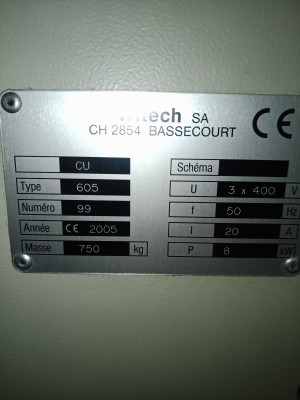 tech SA
CH 2854 BASSECOURT CE
CU
Type 605
Numéro 99
Année CE 2005
Masse 750 kg
Schéma
U 3 x 400 V
f 50 Hz
I 20 A
P 8 kW